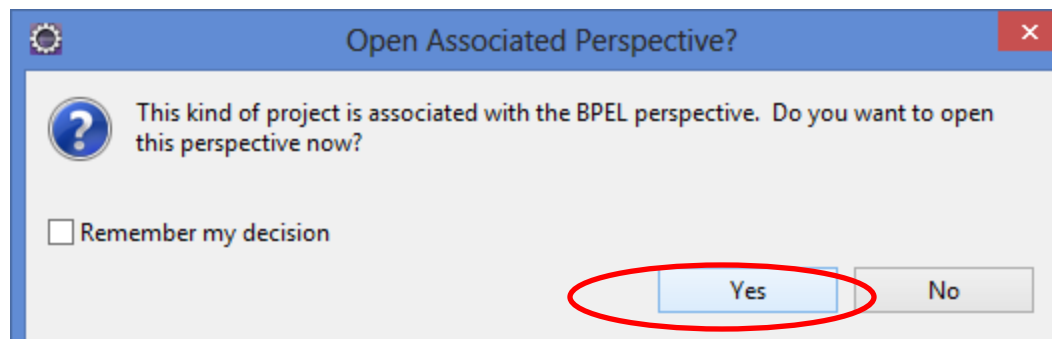 Open Associated Perspective?
This kind of project is associated with the BPEL perspective. Do you want to open
this perspective now?
Remember my decision
Yes No